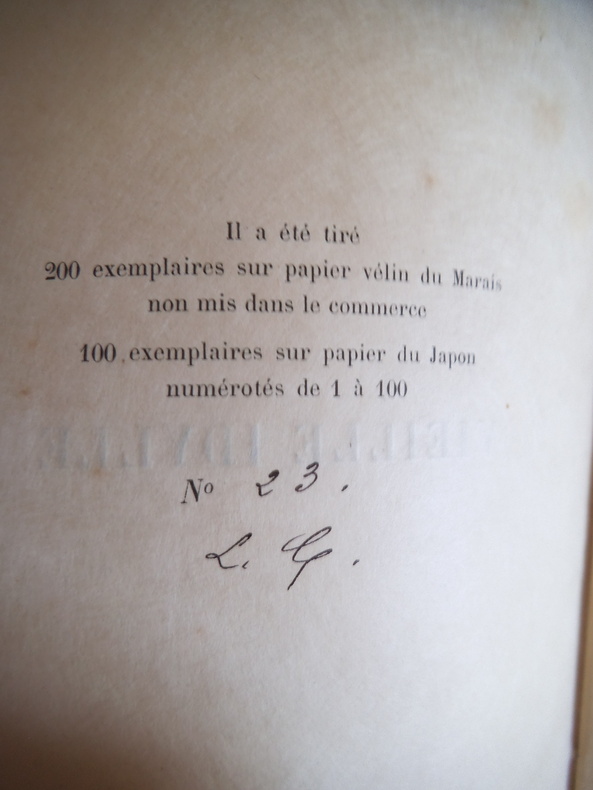 Il a été tiré
200 exemplaires sur papier vélin du Marais
non mis dans le commerce
100 exemplaires sur papier du Japon
numérotés de 1 à 100
No 23.